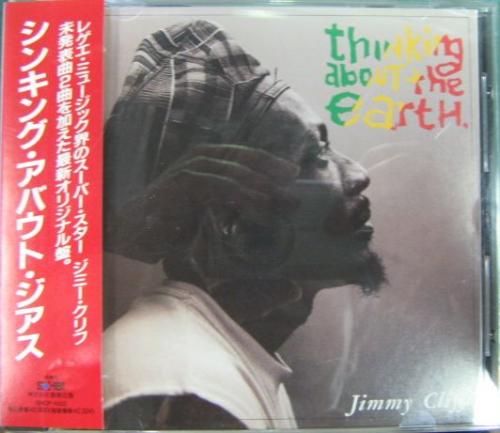 シンキング・アバウト・ジアス
レゲエ・ミュージック界のスーパー・スター ジミー・クリフ
未発表曲2曲を加えた最新オリジナル盤。
thinking
about the
earth.
Jimmy Cliff